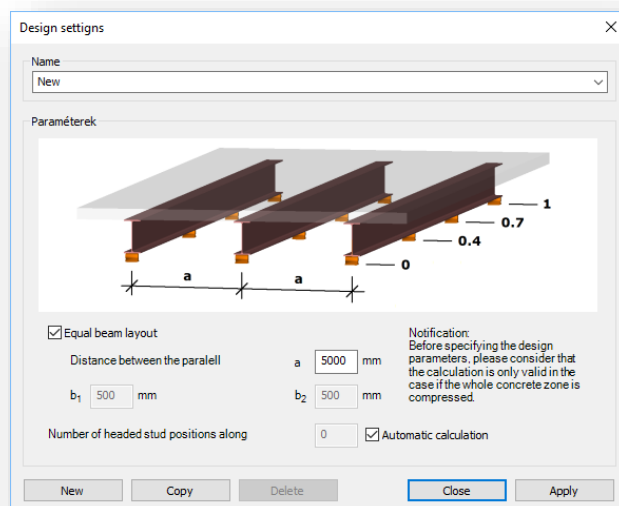 Design settigns
Name
New
Paraméterek
1
0.7
0.4
0
a a
Equal beam layout
Distance between the paralell a 5000 mm
b1 500 mm b2 500 mm
Number of headed stud positions along 0 Automatic calculation
Notification:
Before specifying the design
parameters, please consider that
the calculation is only valid in the
case if the whole concrete zone is
compressed.
New Copy Delete Close Apply